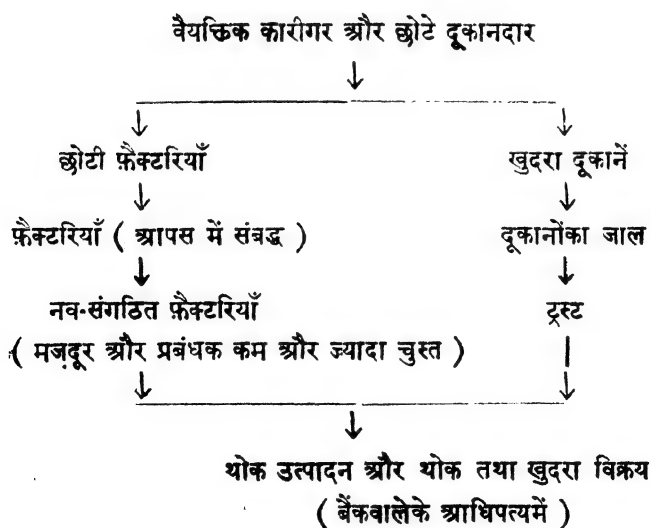 वैयक्तिक कारीगर और छोटे दूकानदार
छोटी फ़ैक्टरियाँ
खुदरा दूकानें
फ़ैक्टरियाँ ( आपस में संबद्ध )
दूकानोंका जाल
नव-संगठित फ़ैक्टरियाँ
ट्रस्ट
( मज़दूर और प्रबंधक कम और ज्यादा चुस्त )
थोक उत्पादन और थोक तथा खुदरा विक्रय
( बैंकवालेके आधिपत्यमें )